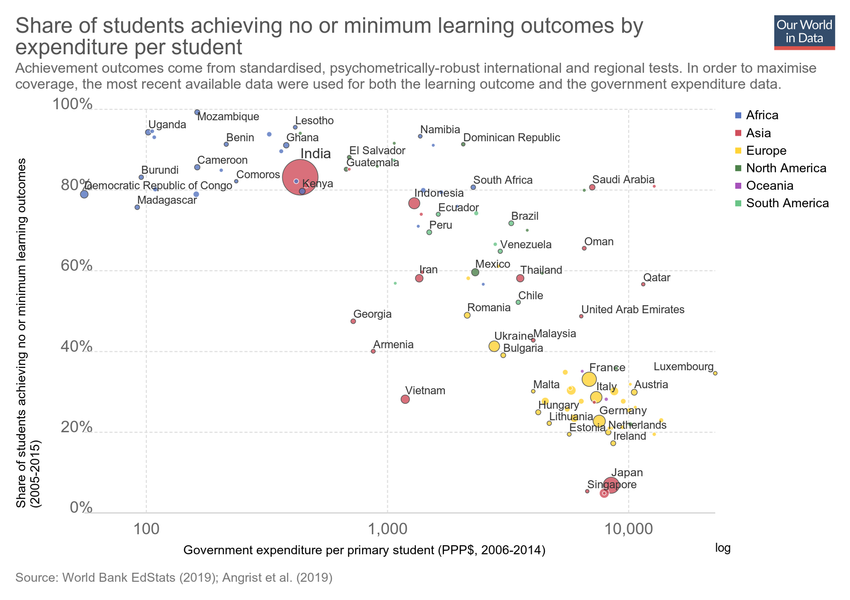 Share of students achieving no or minimum learning outcomes by
expenditure per student
Our World
in Data
Achievement outcomes come from standardised, psychometrically-robust international and regional tests. In order to maximise
coverage, the most recent available data were used for both the learning outcome and the government expenditure data.
100%
Mozambique
Lesotho
Uganda
Namibia
Benin
Ghana
Dominican Republic
India
El Salvador
Guatemala
Cameroon
Burundi
Comoros
80%
Democratic Republic of Congo
Kenya
South Africa
Saudi Arabia
Madagascar
Indonesia
Ecuador
Brazil
Peru
Venezuela
Oman
60%
Iran
Mexico
Thailand
Qatar
Chile
Georgia
Romania
United Arab Emirates
Ukraine
Malaysia
40%
Armenia
Bulgaria
France
Luxembourg
Vietnam
Malta
Italy
Austria
Hungary
Germany
Lithuania
20%
Estonia
Netherlands
Ireland
Japan
Singapore
0%
100
1,000
10,000
Government expenditure per primary student (PPP$, 2006-2014)
log
Share of students achieving no or minimum learning outcomes
(2005-2015)
Africa
Asia
Europe
North America
Oceania
South America
Source: World Bank EdStats (2019); Angrist et al. (2019)